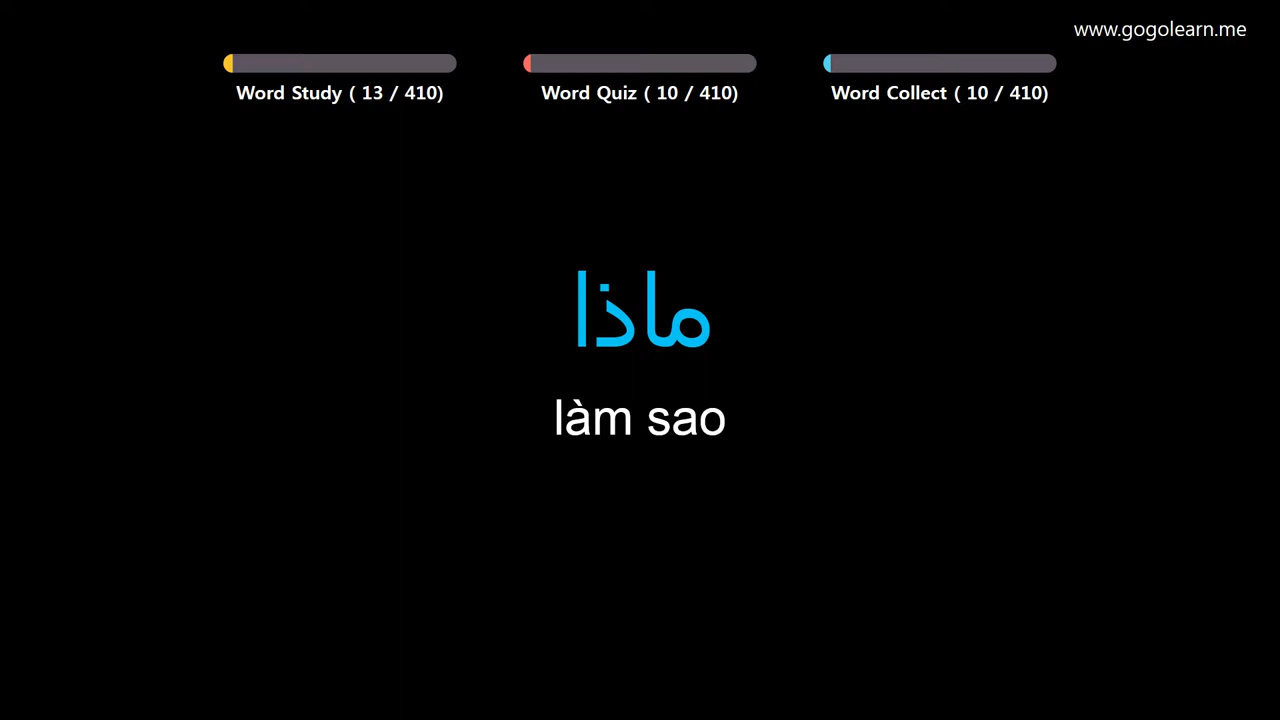 www.gogolearn.me
Word Study ( 13 / 410)
Word Quiz ( 10 / 410)
Word Collect ( 10 / 410)
ماذا
làm sao